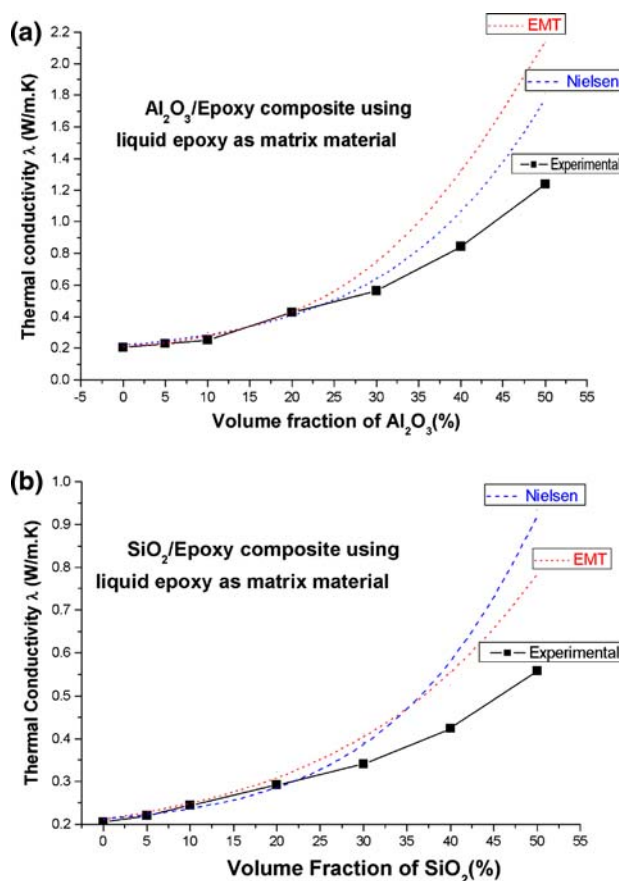 (a)
2.2
2.0
1.8
1.6
1.4
1.2
1.0
0.8
0.6
0.4
0.2
0.0
Thermal conductivity λ (W/m.K)
EMT
Nielsen
Experimental
Al₂O₃/Epoxy composite using
liquid epoxy as matrix material
-5 0 5 10 15 20 25 30 35 40 45 50 55
Volume fraction of Al₂O₃(%)
(b)
1.0
0.9
0.8
0.7
0.6
0.5
0.4
0.3
0.2
Thermal Conductivity λ (W/m.K)
Nielsen
EMT
Experimental
SiO₂/Epoxy composite using
liquid epoxy as matrix material
0 5 10 15 20 25 30 35 40 45 50 55
Volume Fraction of SiO₂(%)